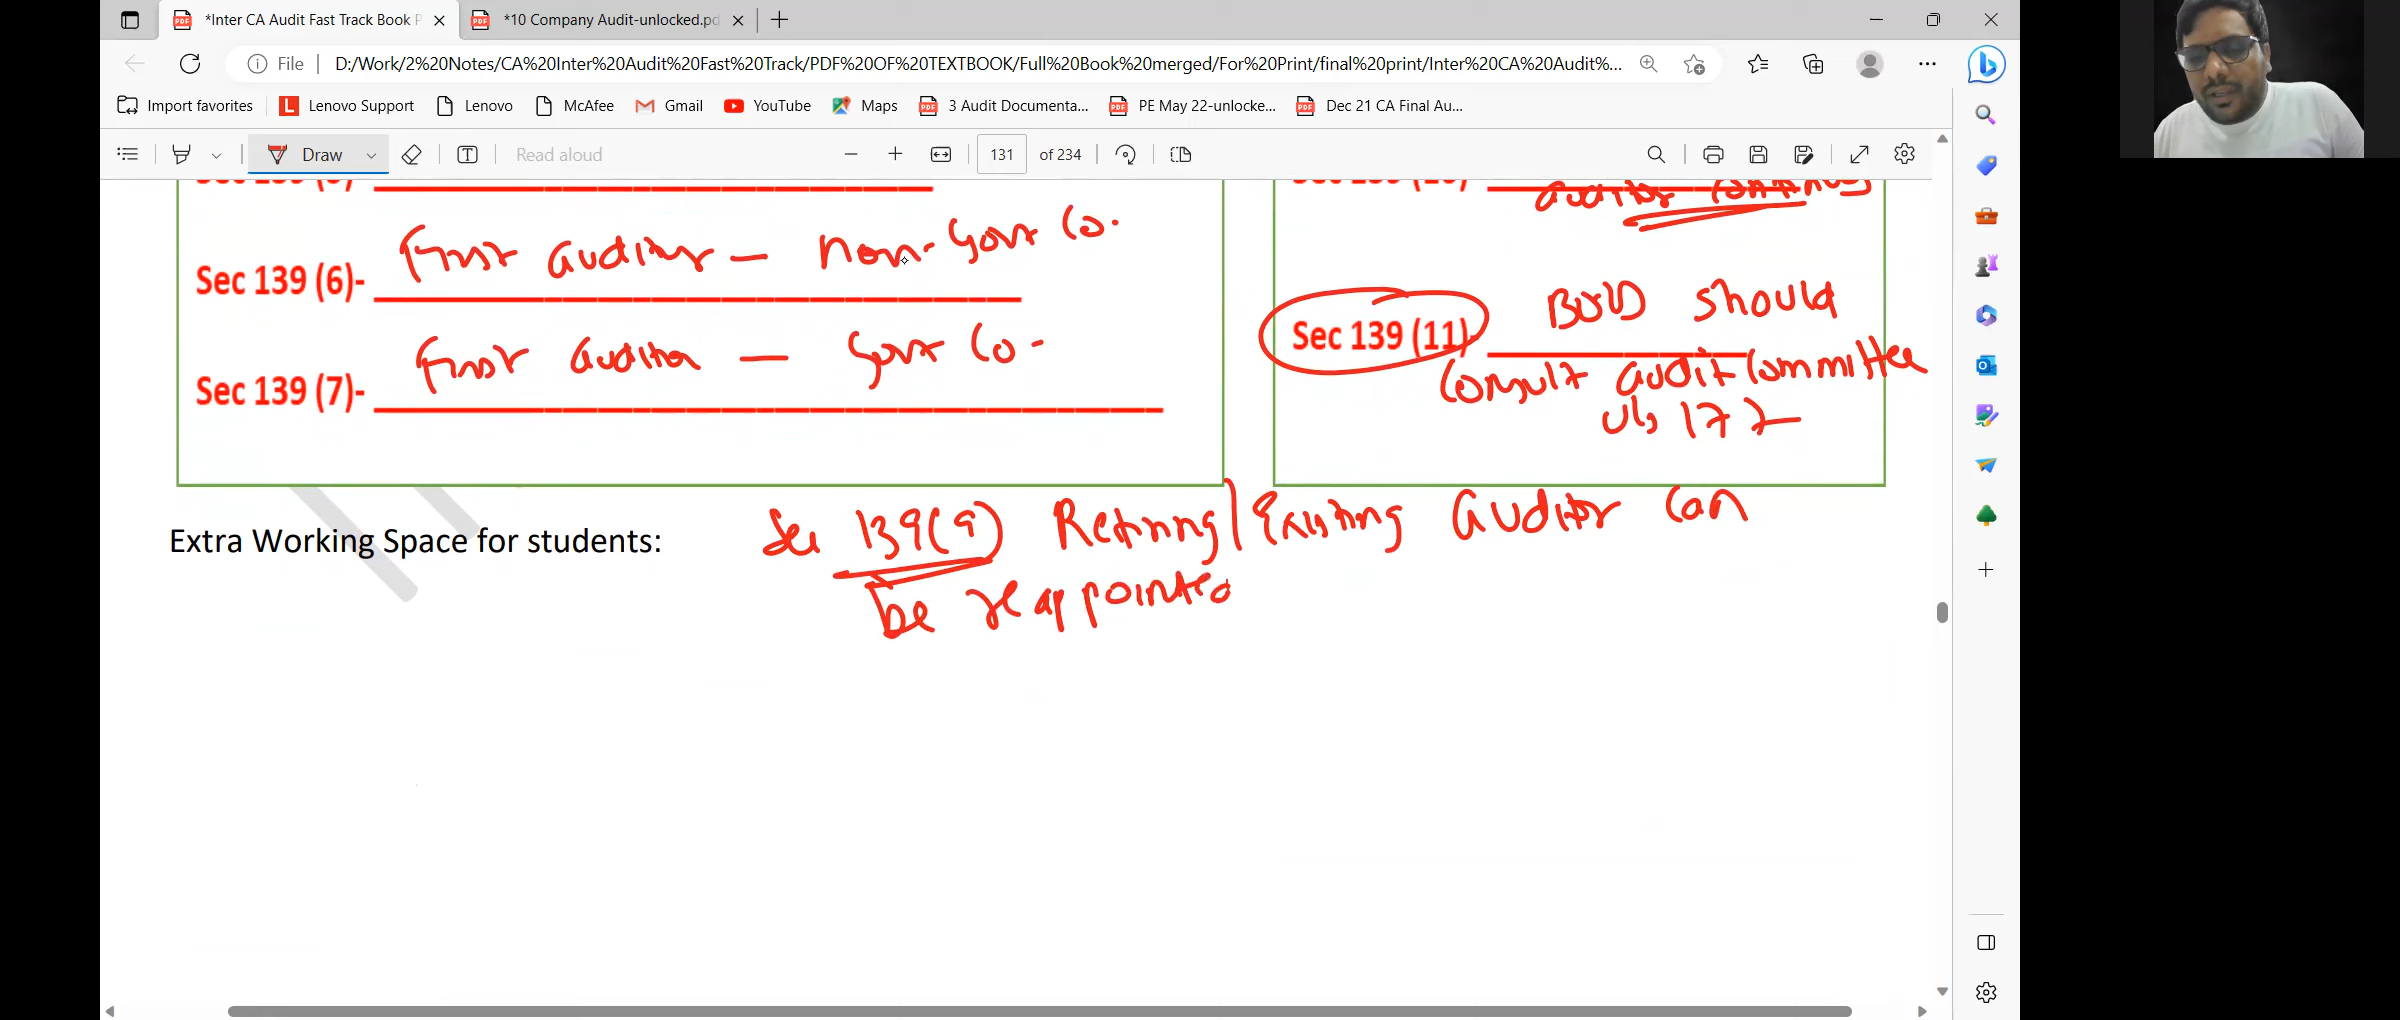 *Inter CA Audit Fast Track Book P
*10 Company Audit-unlocked.pd
File
D:/Work/2%20Notes/CA%20Inter%20Audit%20Fast%20Track/PDF%20OF%20TEXTBOOK/Full%20Book%20merged/For%20Print/final%20print/Inter%20CA%20Audit%...
Import favorites
Lenovo Support
Lenovo
McAfee
Gmail
YouTube
Maps
3 Audit Documenta...
PE May 22-unlocke...
Dec 21 CA Final Au...
Draw
Read aloud
131
of 234
First auditor – non-Govt Co.
Sec 139 (6)-
First Auditor – Govt Co.
Sec 139 (7)-
auditor continues
BOD should
Sec 139 (11)-
Consult audit Committee
u/s 177
Extra Working Space for students:
Sec 139(9) Retiring/Existing Auditor Can
be reappointed